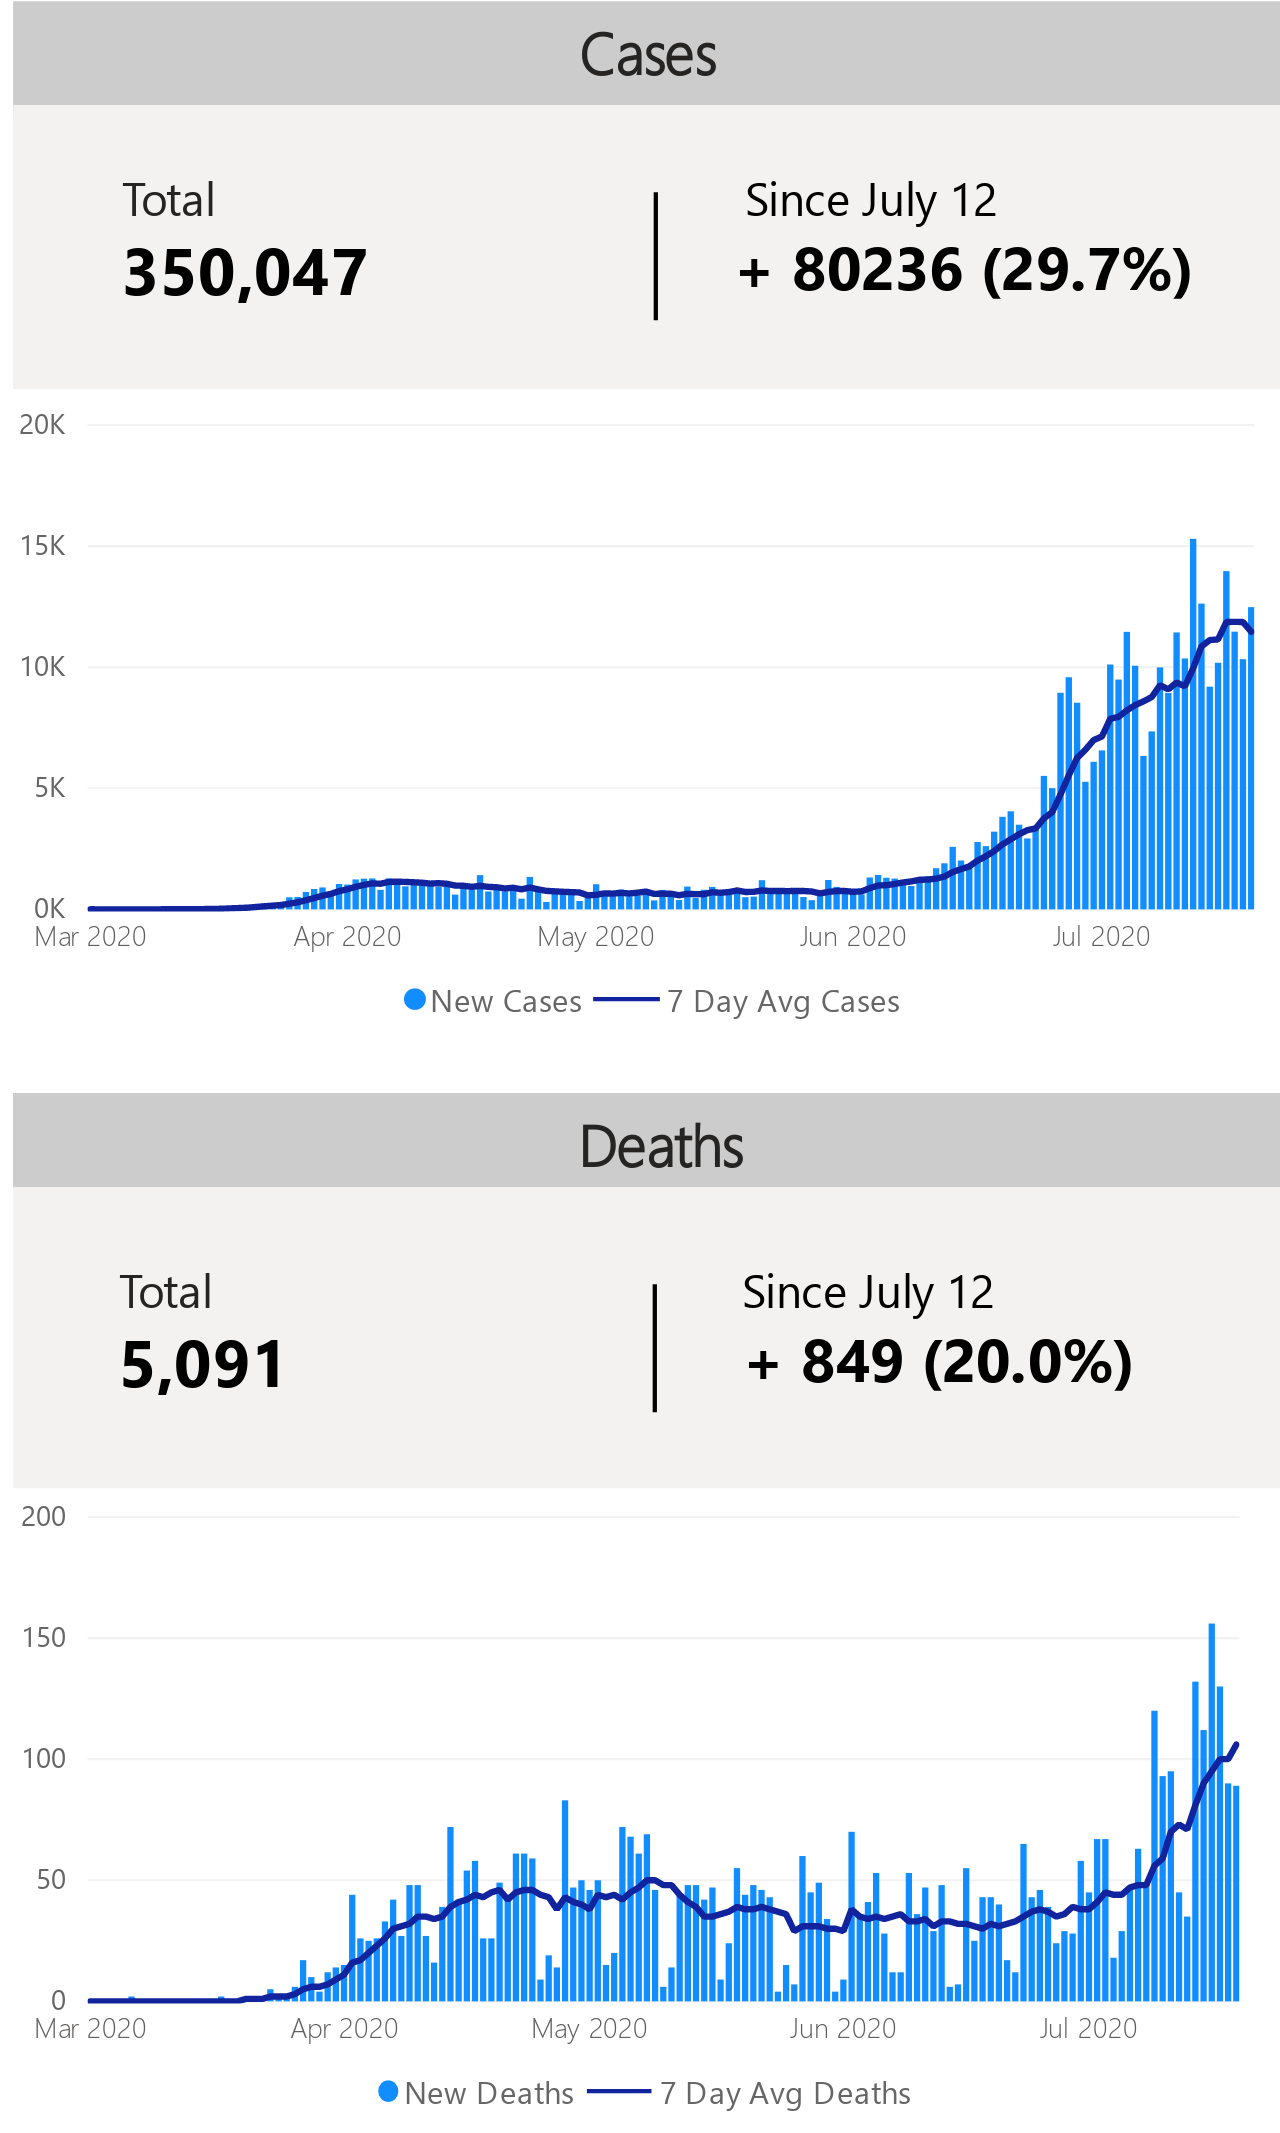 Cases
Total
Since July 12
350,047
+ 80236 (29.7%)
20K
15K
10K
5K
0K
Mar 2020 Apr 2020 May 2020 Jun 2020 Jul 2020
New Cases 7 Day Avg Cases
Deaths
Total
Since July 12
5,091
+ 849 (20.0%)
200
150
100
50
0
Mar 2020 Apr 2020 May 2020 Jun 2020 Jul 2020
New Deaths 7 Day Avg Deaths